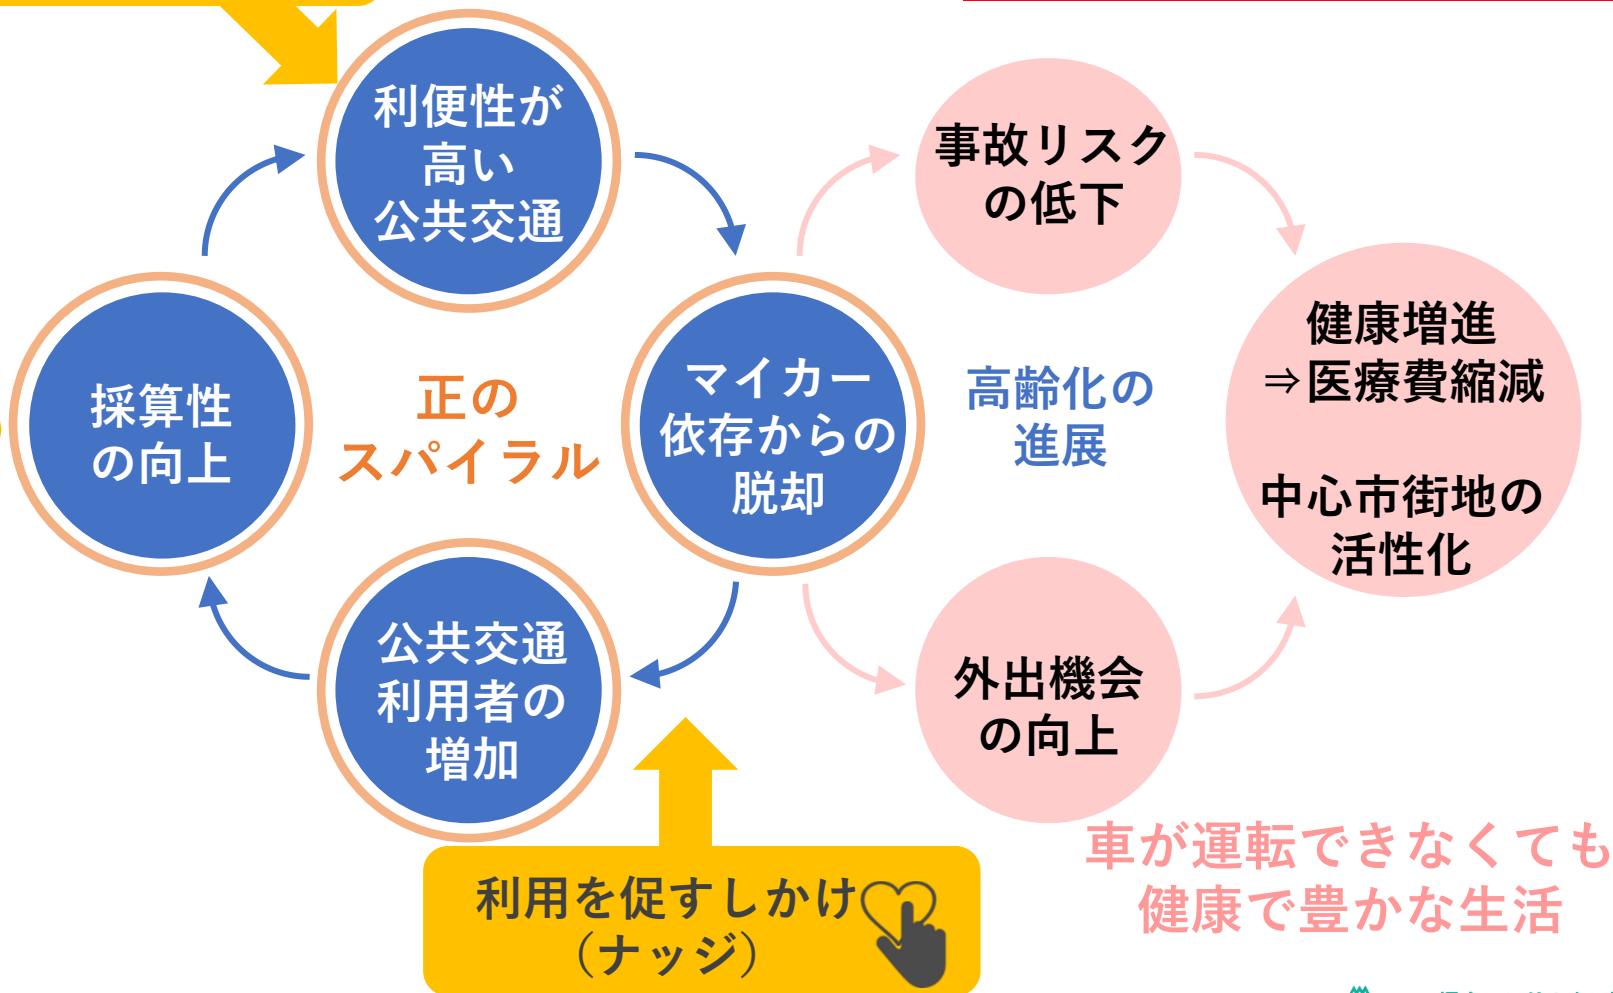 利便性が
高い
公共交通
事故リスク
の低下
採算性
の向上
正の
スパイラル
マイカー
依存からの
脱却
高齢化の
進展
健康増進
⇒医療費縮減
中心市街地の
活性化
公共交通
利用者の
増加
外出機会
の向上
利用を促すしかけ
（ナッジ）
車が運転できなくても
健康で豊かな生活